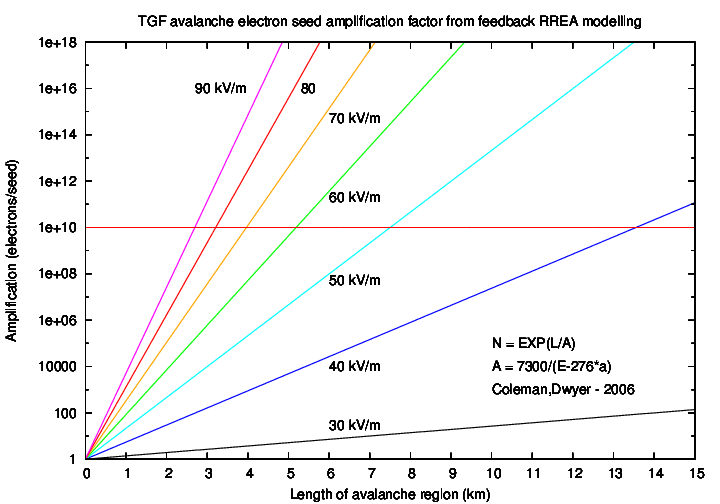 TGF avalanche electron seed amplification factor from feedback RREA modelling
Amplification (electrons/seed)
1e+18
1e+16
1e+14
1e+12
1e+10
1e+08
1e+06
10000
100
1
90 kV/m
80
70 kV/m
60 kV/m
50 kV/m
40 kV/m
30 kV/m
N = EXP(L/A)
A = 7300/(E-276*a)
Coleman,Dwyer - 2006
0 1 2 3 4 5 6 7 8 9 10 11 12 13 14 15
Length of avalanche region (km)